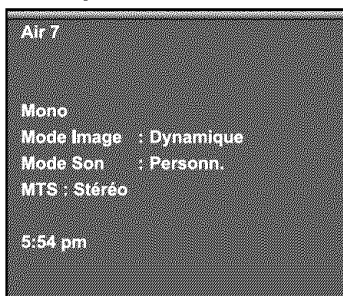 Air 7
Mono
Mode Image : Dynamique
Mode Son : Personn.
MTS : Stéréo
5:54 pm